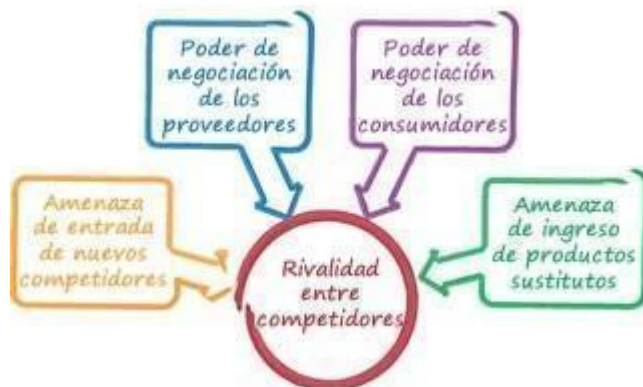 Poder de
negociación
de los
proveedores
Poder de
negociación
de los
consumidores
Amenaza
de entrada
de nuevos
competidores
Rivalidad
entre
competidores
Amenaza
de ingreso
de productos
sustitutos